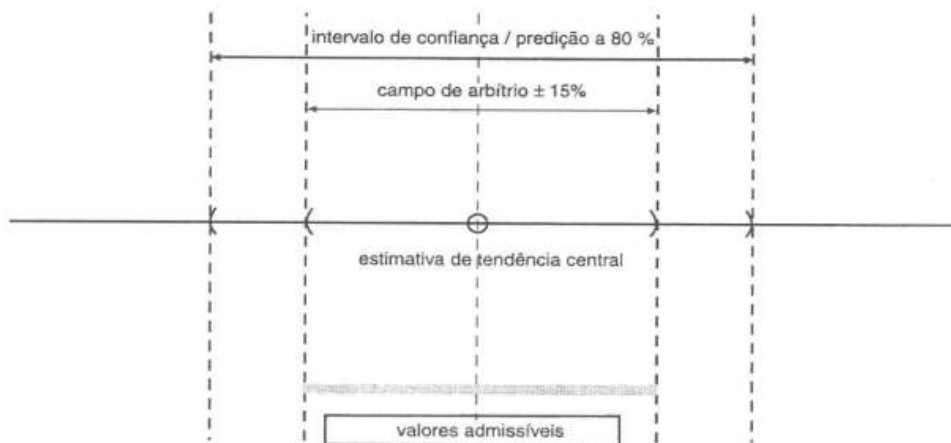 intervalo de confiança / predição a 80 %
campo de arbítrio ± 15%
estimativa de tendência central
valores admissíveis